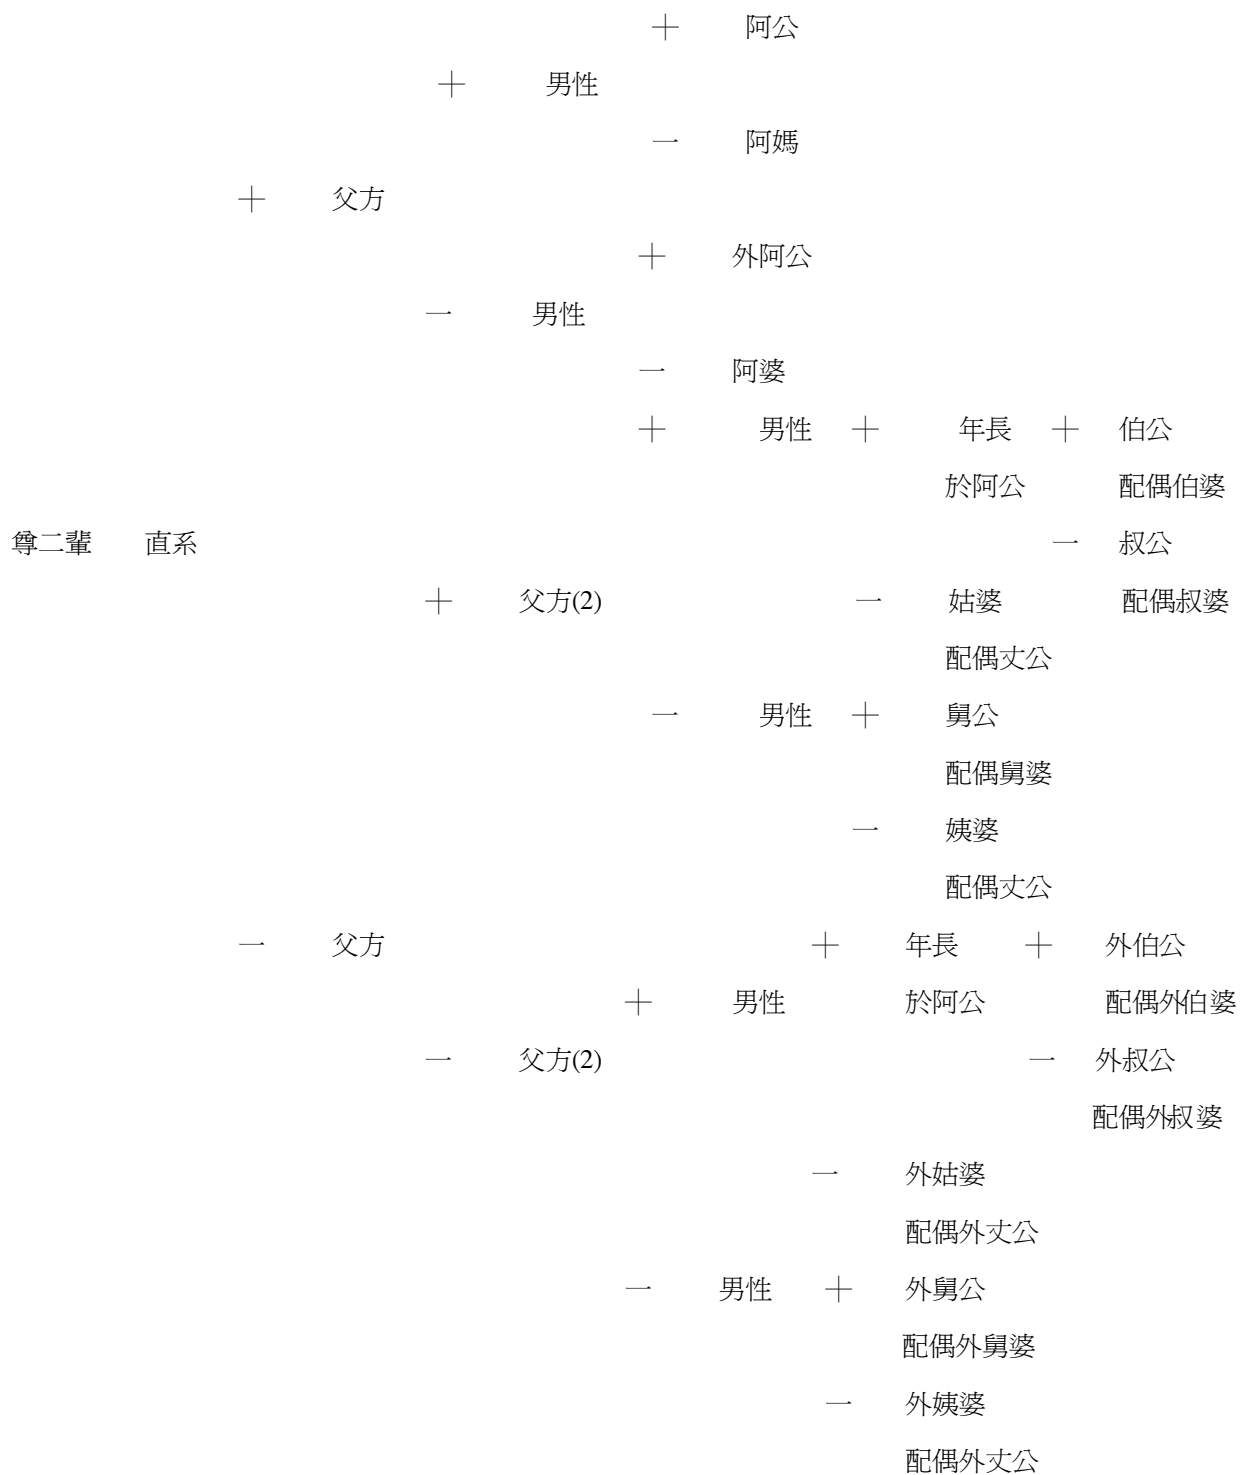 ＋ 阿公
＋ 男性
一 阿媽
＋ 父方
＋ 外阿公
一 男性
一 阿婆
＋ 男性 ＋ 年長 ＋ 伯公
於阿公 配偶伯婆
尊二輩 直系 一 叔公
＋ 父方(2) 一 姑婆 配偶叔婆
配偶丈公
一 男性 ＋ 舅公
配偶舅婆
一 姨婆
配偶丈公
一 父方 ＋ 年長 ＋ 外伯公
＋ 男性 於阿公 配偶外伯婆
一 父方(2) 一 外叔公
配偶外叔婆
一 外姑婆
配偶外丈公
一 男性 ＋ 外舅公
配偶外舅婆
一 外姨婆
配偶外丈公